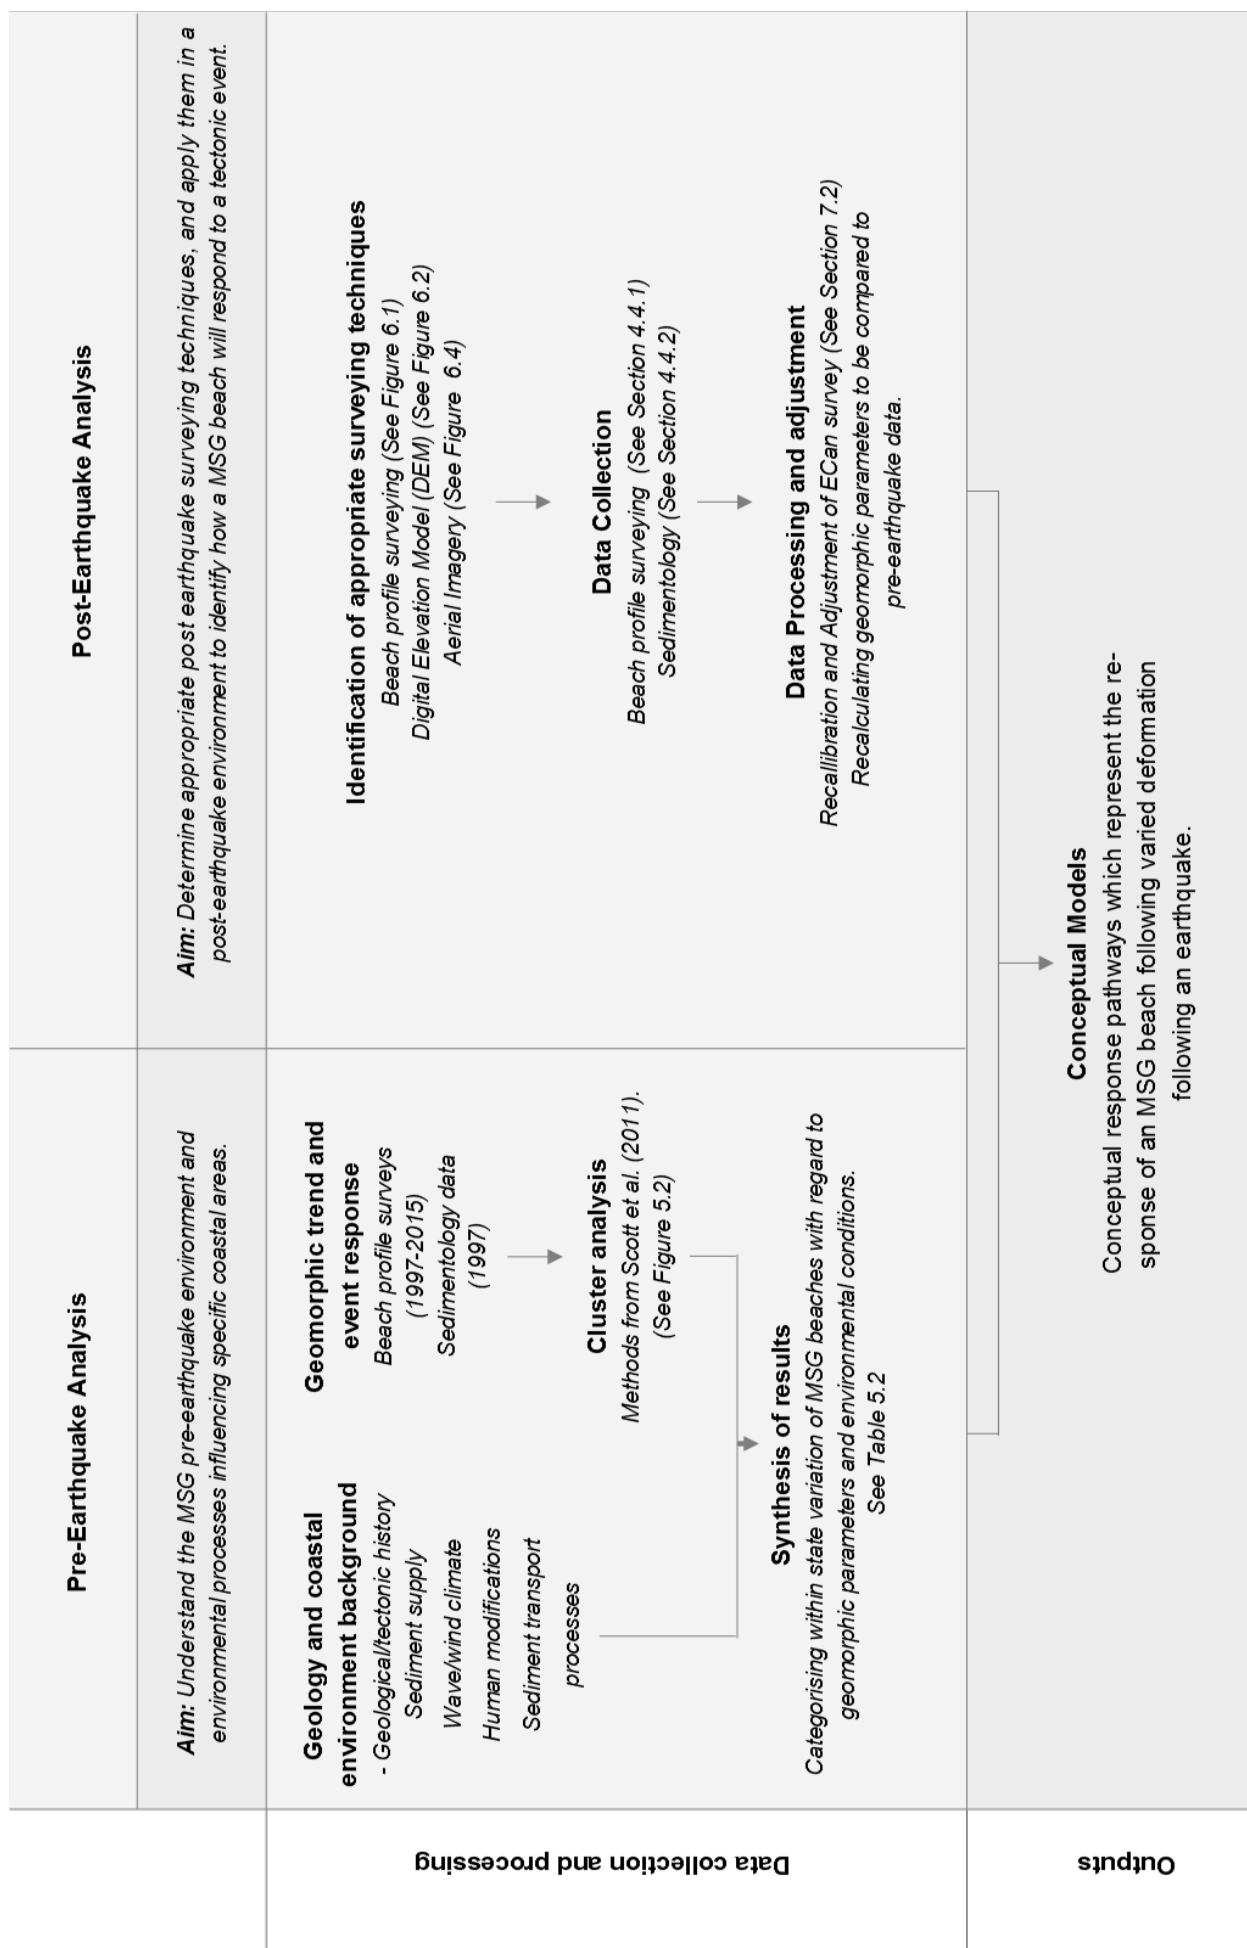 Pre-Earthquake Analysis
Post-Earthquake Analysis
Aim: Understand the MSG pre-earthquake environment and
environmental processes influencing specific coastal areas.
Aim: Determine appropriate post earthquake surveying techniques, and apply them in a
post-earthquake environment to identify how a MSG beach will respond to a tectonic event.
Data collection and processing
Geology and coastal
environment background
- Geological/tectonic history
Sediment supply
Wave/wind climate
Human modifications
Sediment transport
processes
Geomorphic trend and
event response
Beach profile surveys
(1997-2015)
Sedimentology data
(1997)
Cluster analysis
Methods from Scott et al. (2011).
(See Figure 5.2)
Synthesis of results
Categorising within state variation of MSG beaches with regard to
geomorphic parameters and environmental conditions.
See Table 5.2
Identification of appropriate surveying techniques
Beach profile surveying (See Figure 6.1)
Digital Elevation Model (DEM) (See Figure 6.2)
Aerial Imagery (See Figure 6.4)
Data Collection
Beach profile surveying (See Section 4.4.1)
Sedimentology (See Section 4.4.2)
Data Processing and adjustment
Recallibration and Adjustment of ECan survey (See Section 7.2)
Recalculating geomorphic parameters to be compared to
pre-earthquake data.
Outputs
Conceptual Models
Conceptual response pathways which represent the re-
sponse of an MSG beach following varied deformation
following an earthquake.